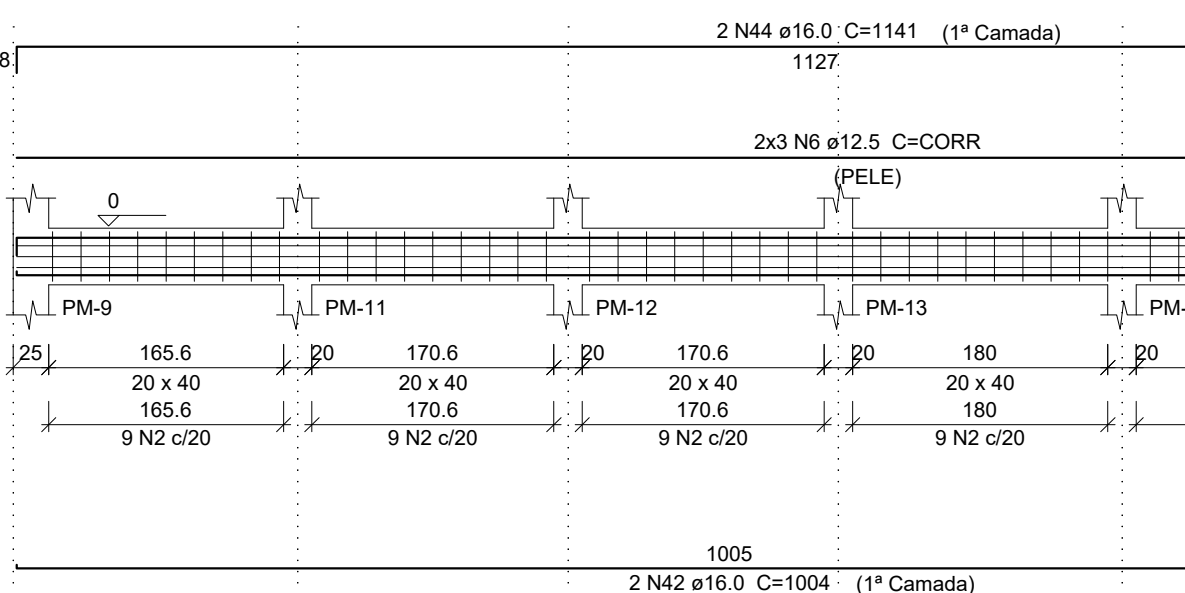 2 N44 ø16.0 C=1141 (1ª Camada)
8
1127
2x3 N6 ø12.5 C=CORR
(PELE)
0
PM-9 PM-11 PM-12 PM-13 PM-
25 165.6 20 170.6 20 170.6 20 180 20
20 x 40 20 x 40 20 x 40 20 x 40
165.6 170.6 170.6 180
9 N2 c/20 9 N2 c/20 9 N2 c/20 9 N2 c/20
1005
2 N42 ø16.0 C=1004 (1ª Camada)